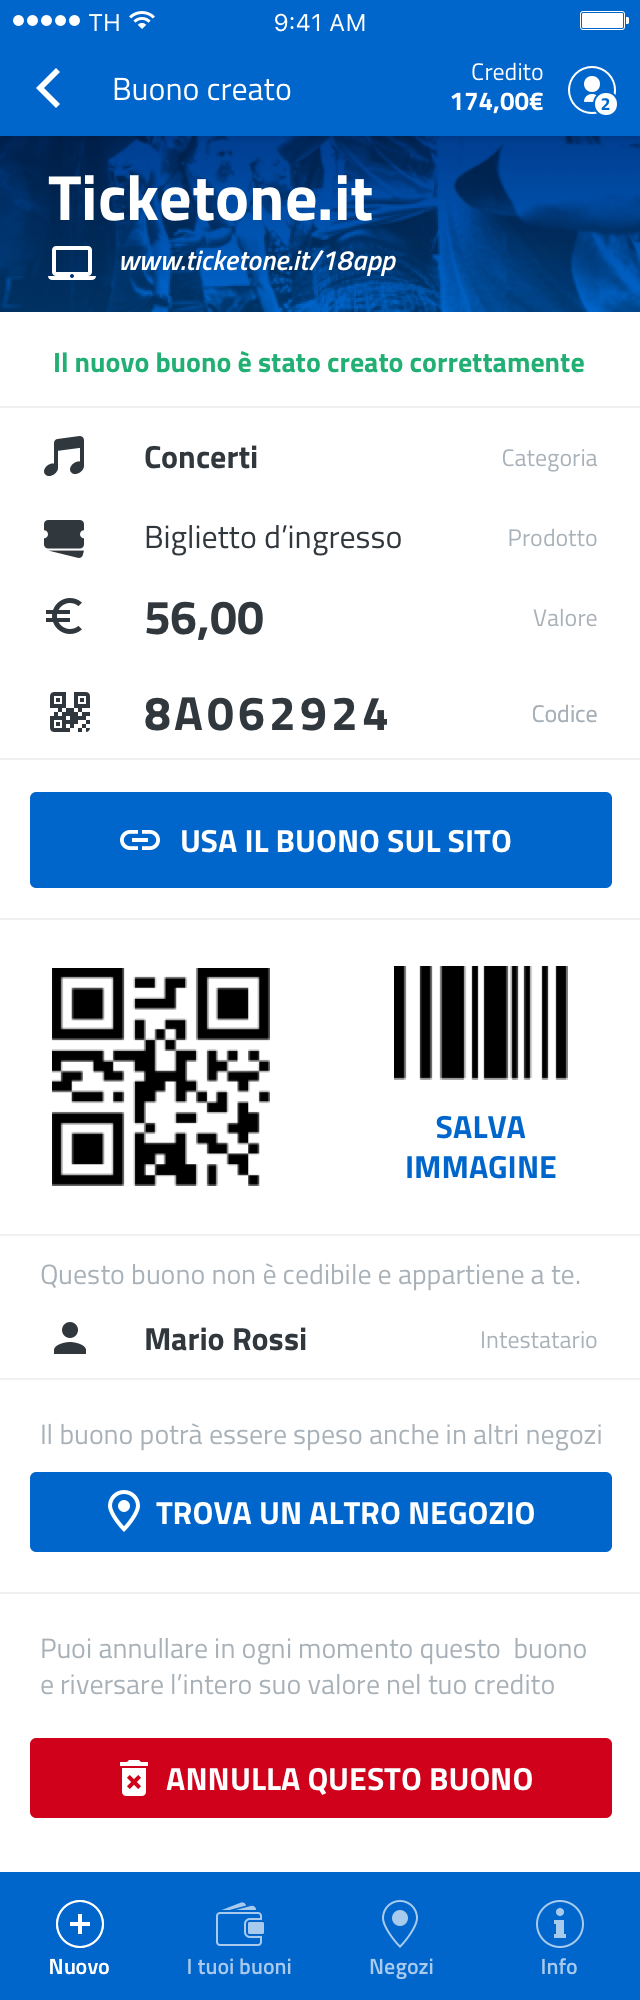 TH 9:41 AM
Buono creato
Credito
174,00€
2
Ticketone.it
www.ticketone.it/18app
Il nuovo buono è stato creato correttamente
Concerti Categoria
Biglietto d’ingresso Prodotto
€ 56,00 Valore
8A062924 Codice
USA IL BUONO SUL SITO
SALVA
IMMAGINE
Questo buono non è cedibile e appartiene a te.
Mario Rossi Intestatario
Il buono potrà essere speso anche in altri negozi
TROVA UN ALTRO NEGOZIO
Puoi annullare in ogni momento questo buono
e riversare l’intero suo valore nel tuo credito
ANNULLA QUESTO BUONO
Nuovo I tuoi buoni Negozi Info